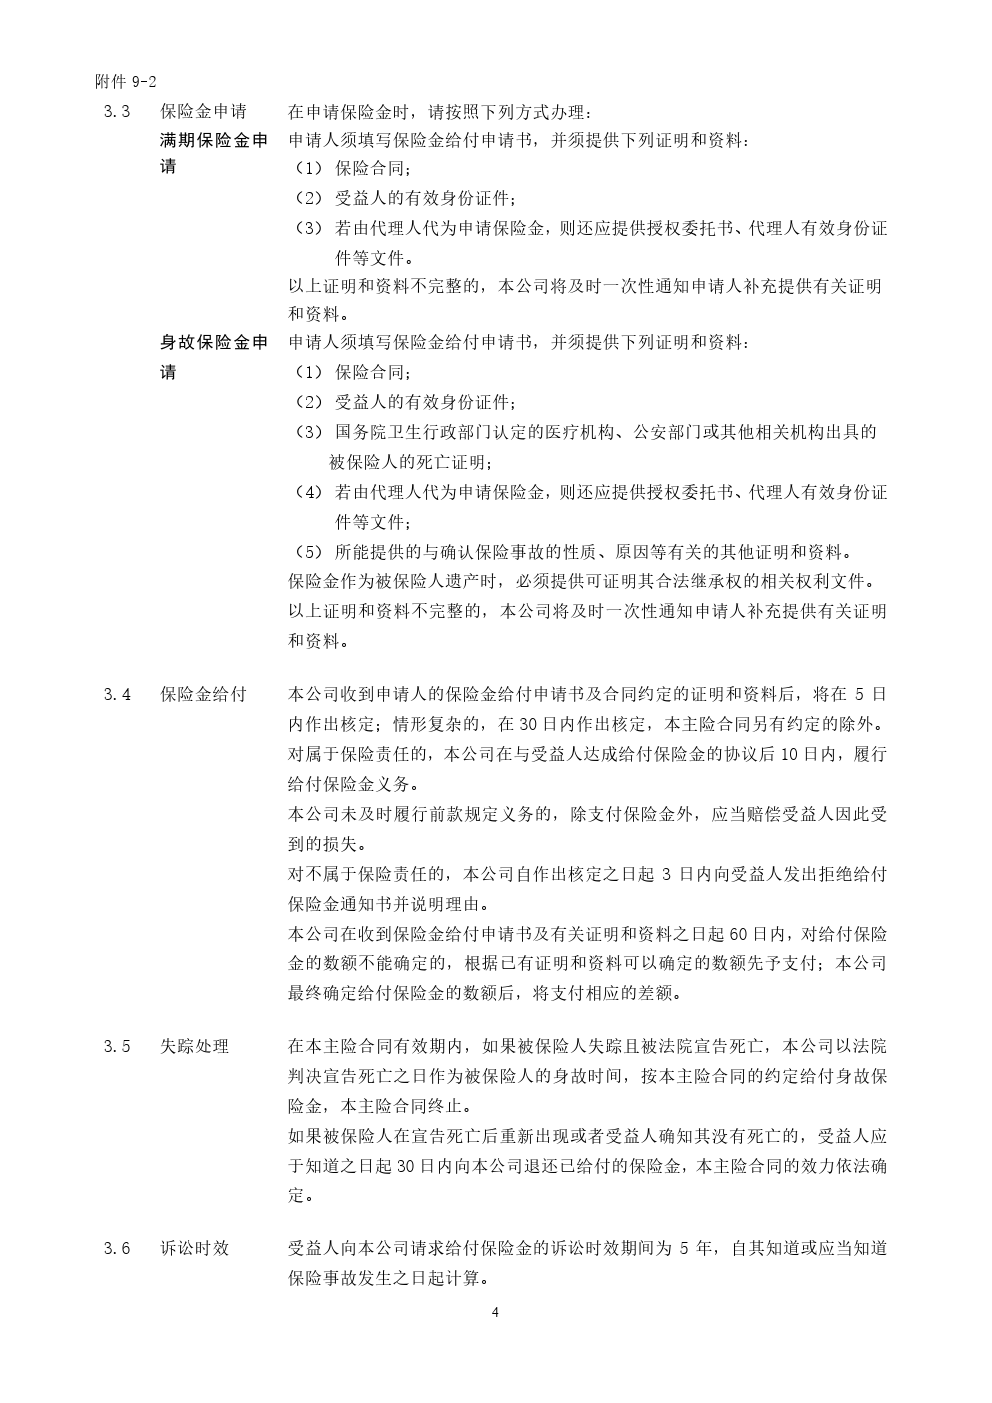 附件 9-2
3.3 保险金申请 在申请保险金时，请按照下列方式办理：
满期保险金申 申请人须填写保险金给付申请书，并须提供下列证明和资料：
请 （1） 保险合同；
（2） 受益人的有效身份证件；
（3） 若由代理人代为申请保险金，则还应提供授权委托书、代理人有效身份证
件等文件。
以上证明和资料不完整的，本公司将及时一次性通知申请人补充提供有关证明
和资料。
身故保险金申 申请人须填写保险金给付申请书，并须提供下列证明和资料：
请 （1） 保险合同；
（2） 受益人的有效身份证件；
（3） 国务院卫生行政部门认定的医疗机构、公安部门或其他相关机构出具的
被保险人的死亡证明；
（4） 若由代理人代为申请保险金，则还应提供授权委托书、代理人有效身份证
件等文件；
（5） 所能提供的与确认保险事故的性质、原因等有关的其他证明和资料。
保险金作为被保险人遗产时，必须提供可证明其合法继承权的相关权利文件。
以上证明和资料不完整的，本公司将及时一次性通知申请人补充提供有关证明
和资料。
3.4 保险金给付 本公司收到申请人的保险金给付申请书及合同约定的证明和资料后，将在 5 日
内作出核定；情形复杂的，在 30 日内作出核定，本主险合同另有约定的除外。
对属于保险责任的，本公司在与受益人达成给付保险金的协议后 10 日内，履行
给付保险金义务。
本公司未及时履行前款规定义务的，除支付保险金外，应当赔偿受益人因此受
到的损失。
对不属于保险责任的，本公司自作出核定之日起 3 日内向受益人发出拒绝给付
保险金通知书并说明理由。
本公司在收到保险金给付申请书及有关证明和资料之日起 60 日内，对给付保险
金的数额不能确定的，根据已有证明和资料可以确定的数额先予支付；本公司
最终确定给付保险金的数额后，将支付相应的差额。
3.5 失踪处理 在本主险合同有效期内，如果被保险人失踪且被法院宣告死亡，本公司以法院
判决宣告死亡之日作为被保险人的身故时间，按本主险合同的约定给付身故保
险金，本主险合同终止。
如果被保险人在宣告死亡后重新出现或者受益人确知其没有死亡的，受益人应
于知道之日起 30 日内向本公司退还已给付的保险金，本主险合同的效力依法确
定。
3.6 诉讼时效 受益人向本公司请求给付保险金的诉讼时效期间为 5 年，自其知道或应当知道
保险事故发生之日起计算。
4